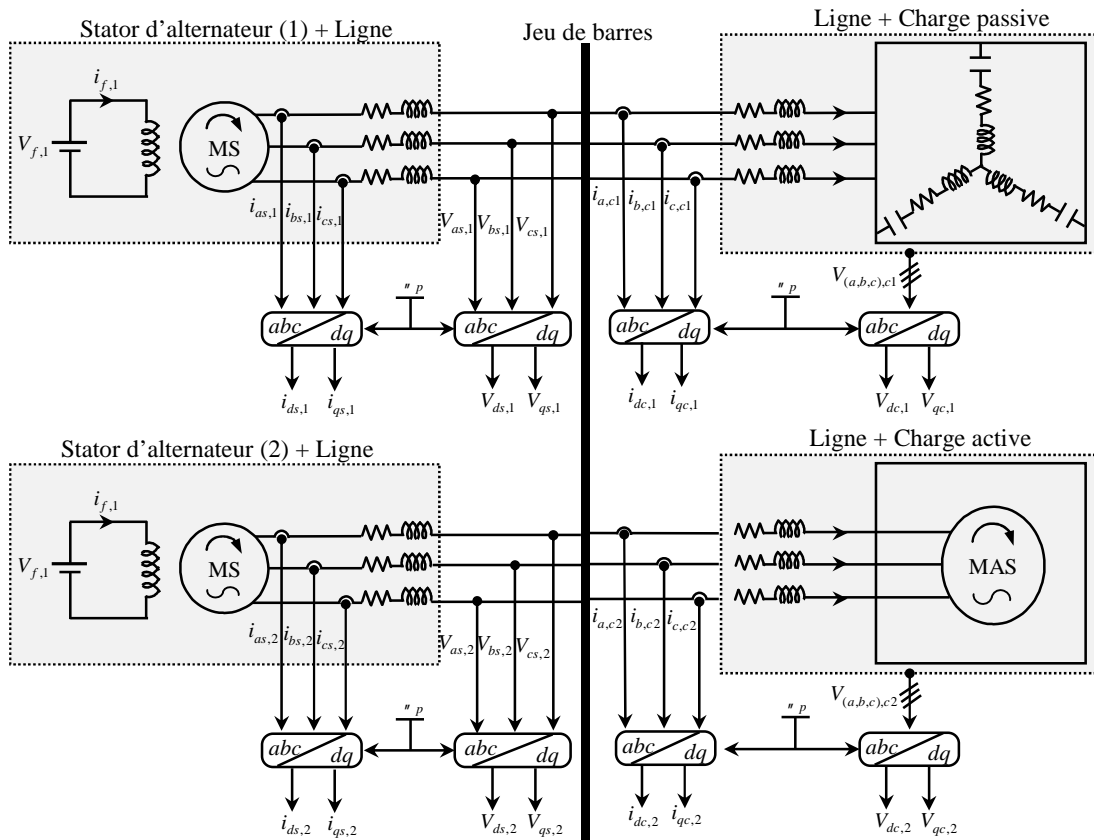 Stator d'alternateur (1) + Ligne
Jeu de barres
Ligne + Charge passive
i_{f,1}
V_{f,1}
MS
i_{as,1} i_{bs,1} i_{cs,1}
V_{as,1} V_{bs,1} V_{cs,1}
i_{a,c1} i_{b,c1} i_{c,c1}
V_{(a,b,c),c1}
" p
" p
abc dq
abc dq
abc dq
abc dq
i_{ds,1} i_{qs,1}
V_{ds,1} V_{qs,1}
i_{dc,1} i_{qc,1}
V_{dc,1} V_{qc,1}
Stator d'alternateur (2) + Ligne
Ligne + Charge active
i_{f,1}
V_{f,1}
MS
MAS
i_{as,2} i_{bs,2} i_{cs,2}
V_{as,2} V_{bs,2} V_{cs,2}
i_{a,c2} i_{b,c2} i_{c,c2}
V_{(a,b,c),c2}
" p
" p
abc dq
abc dq
abc dq
abc dq
i_{ds,2} i_{qs,2}
V_{ds,2} V_{qs,2}
i_{dc,2} i_{qc,2}
V_{dc,2} V_{qc,2}